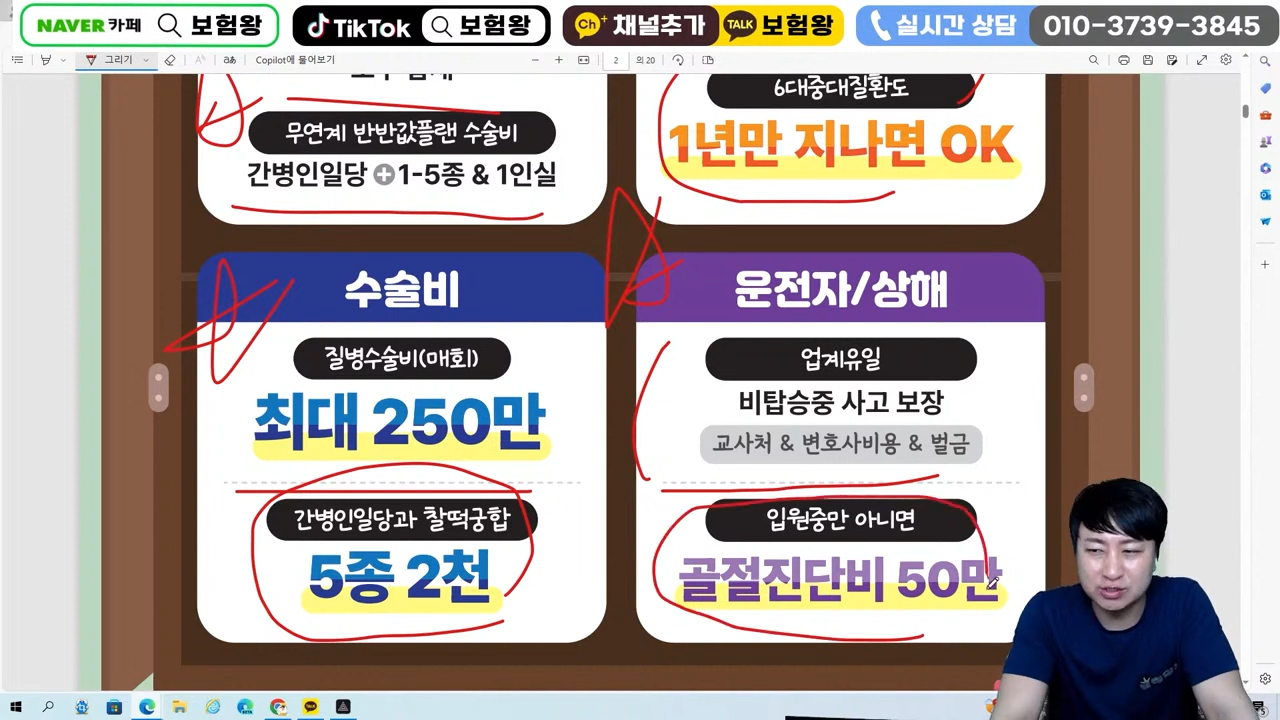 NAVER 카페 보험왕
TikTok 보험왕
Ch+ 채널추가 TALK 보험왕
실시간 상담 010-3739-3845
그리기
Copilot에 물어보기
2 의 20
무연계 반반값플랜 수술비
간병인일당 + 1-5종 & 1인실
6대중대질환도
1년만 지나면 OK
수술비
질병수술비(매회)
최대 250만
간병인일당과 찰떡궁합
5종 2천
운전자/상해
업계유일
비탑승중 사고 보장
교사처 & 변호사비용 & 벌금
입원중만 아니면
골절진단비 50만